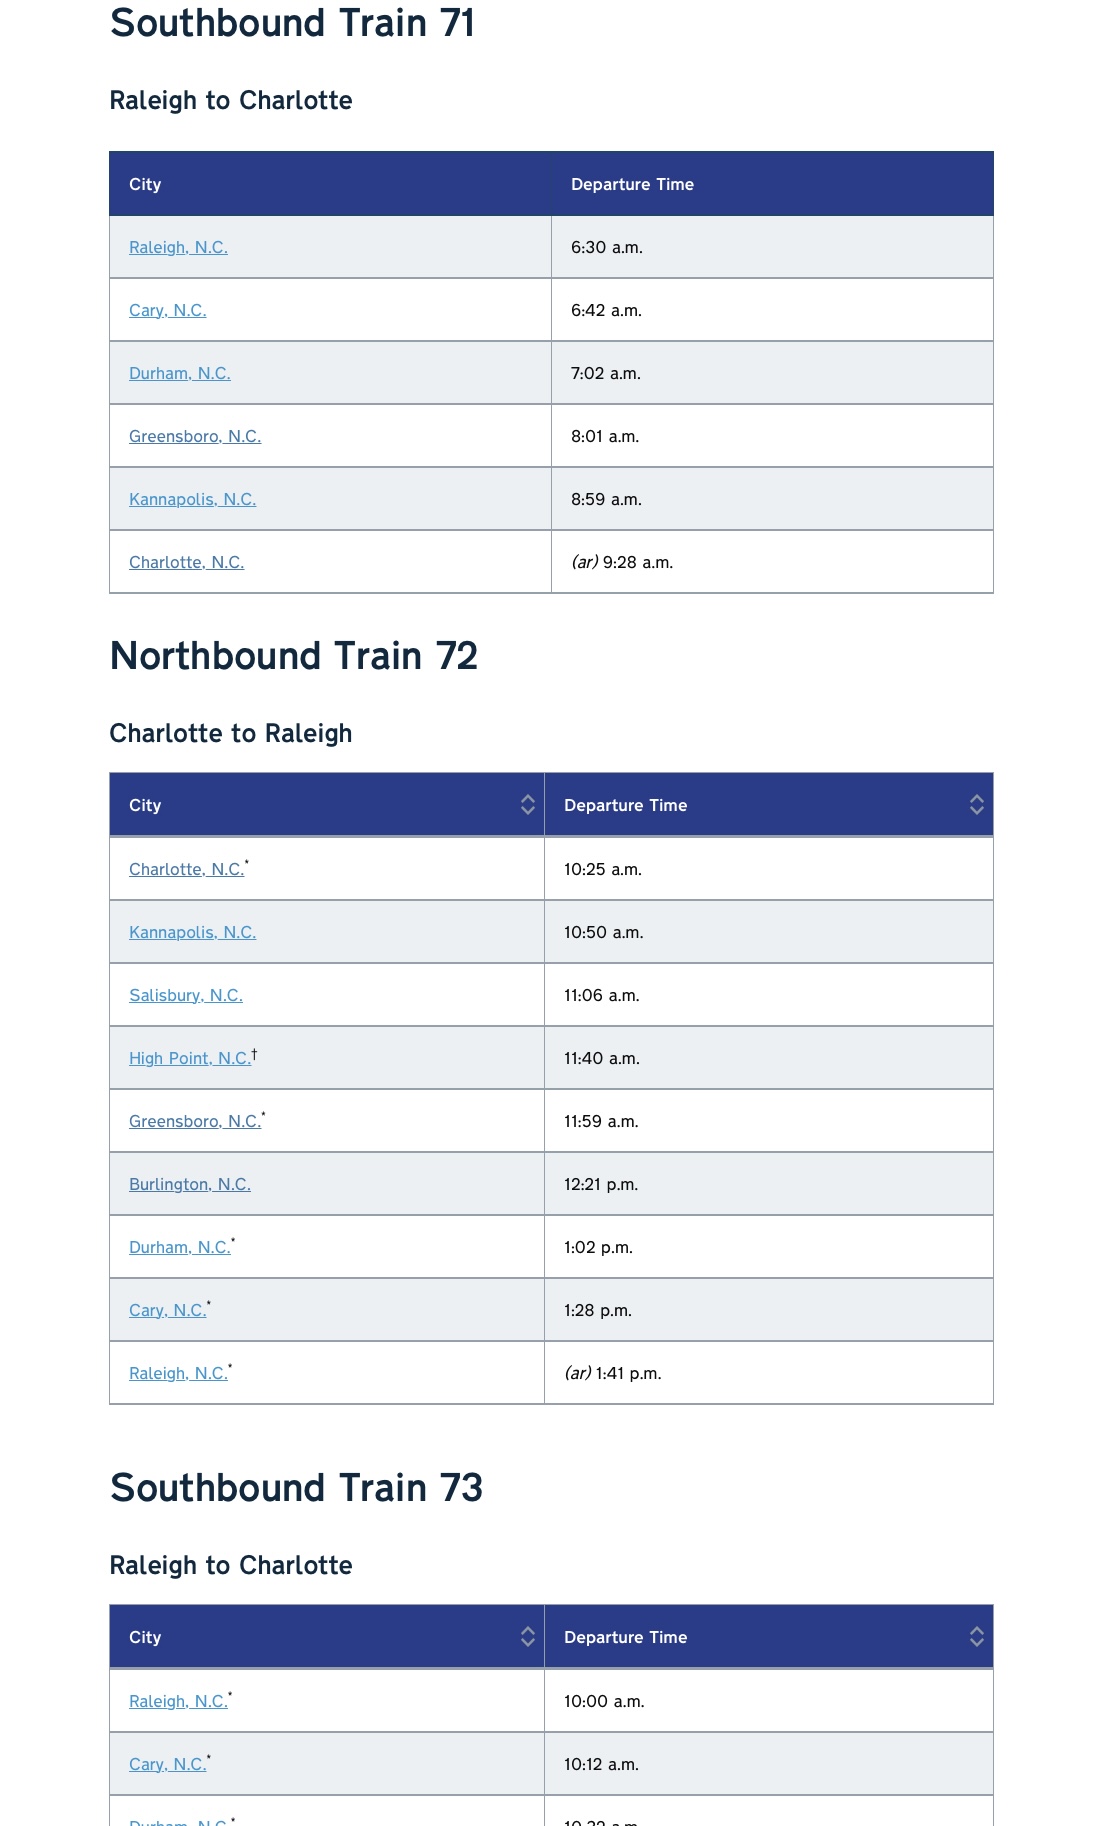 Southbound Train 71
Raleigh to Charlotte
City Departure Time
Raleigh, N.C. 6:30 a.m.
Cary, N.C. 6:42 a.m.
Durham, N.C. 7:02 a.m.
Greensboro, N.C. 8:01 a.m.
Kannapolis, N.C. 8:59 a.m.
Charlotte, N.C. (ar) 9:28 a.m.
Northbound Train 72
Charlotte to Raleigh
City Departure Time
Charlotte, N.C.* 10:25 a.m.
Kannapolis, N.C. 10:50 a.m.
Salisbury, N.C. 11:06 a.m.
High Point, N.C.† 11:40 a.m.
Greensboro, N.C.* 11:59 a.m.
Burlington, N.C. 12:21 p.m.
Durham, N.C.* 1:02 p.m.
Cary, N.C.* 1:28 p.m.
Raleigh, N.C.* (ar) 1:41 p.m.
Southbound Train 73
Raleigh to Charlotte
City Departure Time
Raleigh, N.C.* 10:00 a.m.
Cary, N.C.* 10:12 a.m.
Durham, N.C.* 10:32 a.m.